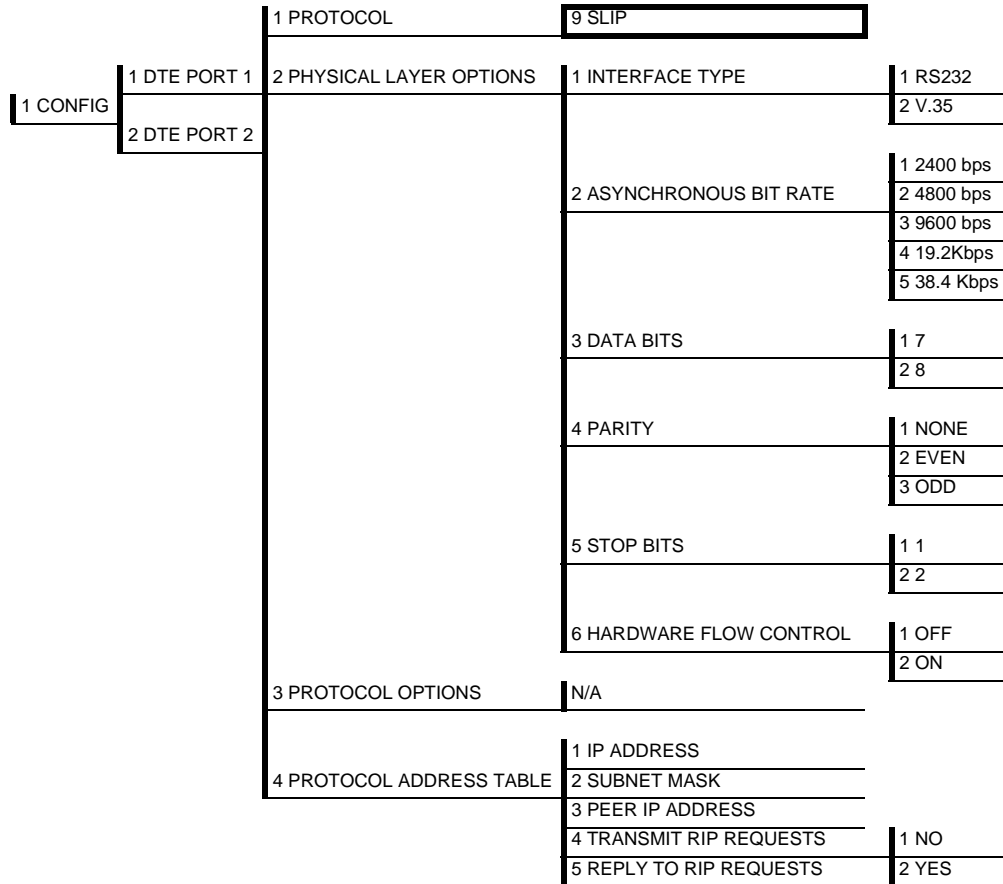 1 PROTOCOL
9 SLIP
1 CONFIG
1 DTE PORT 1
2 DTE PORT 2
2 PHYSICAL LAYER OPTIONS
1 INTERFACE TYPE
1 RS232
2 V.35
2 ASYNCHRONOUS BIT RATE
1 2400 bps
2 4800 bps
3 9600 bps
4 19.2Kbps
5 38.4 Kbps
3 DATA BITS
1 7
2 8
4 PARITY
1 NONE
2 EVEN
3 ODD
5 STOP BITS
1 1
2 2
6 HARDWARE FLOW CONTROL
1 OFF
2 ON
3 PROTOCOL OPTIONS
N/A
4 PROTOCOL ADDRESS TABLE
1 IP ADDRESS
2 SUBNET MASK
3 PEER IP ADDRESS
4 TRANSMIT RIP REQUESTS
5 REPLY TO RIP REQUESTS
1 NO
2 YES